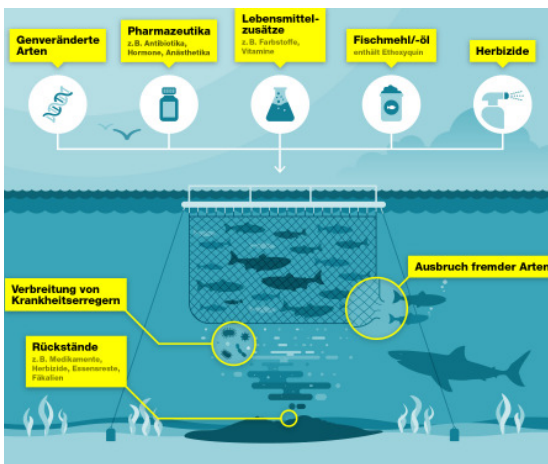 Genveränderte
Arten
Pharmazeutika
z. B. Antibiotika,
Hormone, Anästhetika
Lebensmittel-
zusätze
z. B. Farbstoffe,
Vitamine
Fischmehl/-öl
enthält Ethoxyquin
Herbizide
Ausbruch fremder Arten
Verbreitung von
Krankheitserregern
Rückstände
z. B. Medikamente,
Herbizide, Essensreste,
Fäkalien